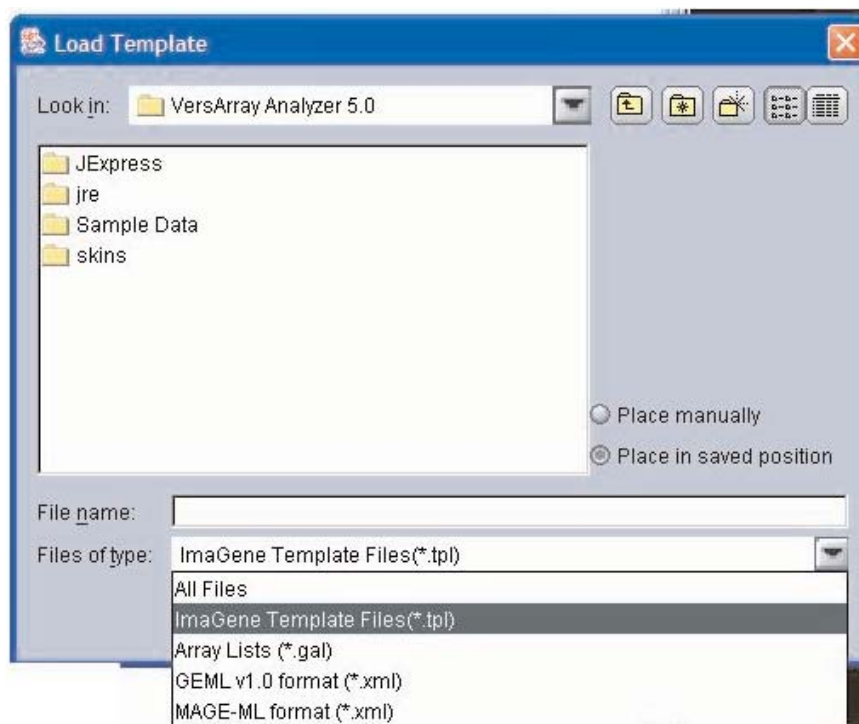 Load Template
Look in: VersArray Analyzer 5.0
JExpress
jre
Sample Data
skins
Place manually
Place in saved position
File name:
Files of type: ImaGene Template Files(*.tpl)
All Files
ImaGene Template Files(*.tpl)
Array Lists (*.gal)
GEML v1.0 format (*.xml)
MAGE-ML format (*.xml)